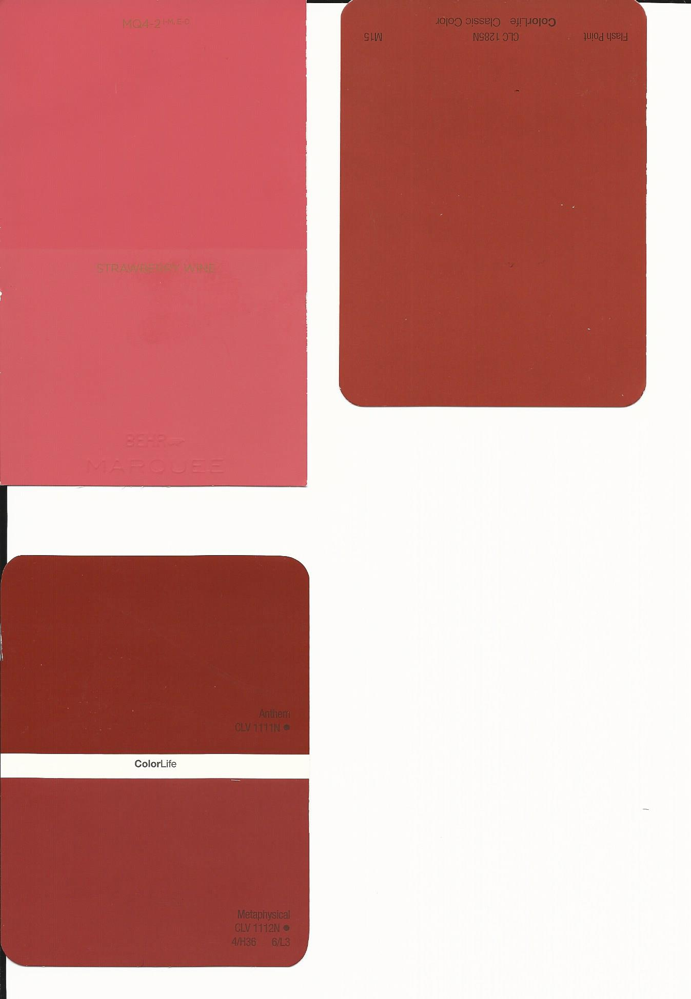 MQ4-2 I-M, E-D
STRAWBERRY WINE
BEHR
MARQUEE
ColorLife Classic Color
Flash Point CLC 1285N M15
Anthem
CLV 1111N ●
ColorLife
Metaphysical
CLV 1112N ●
4/H36 6/L3